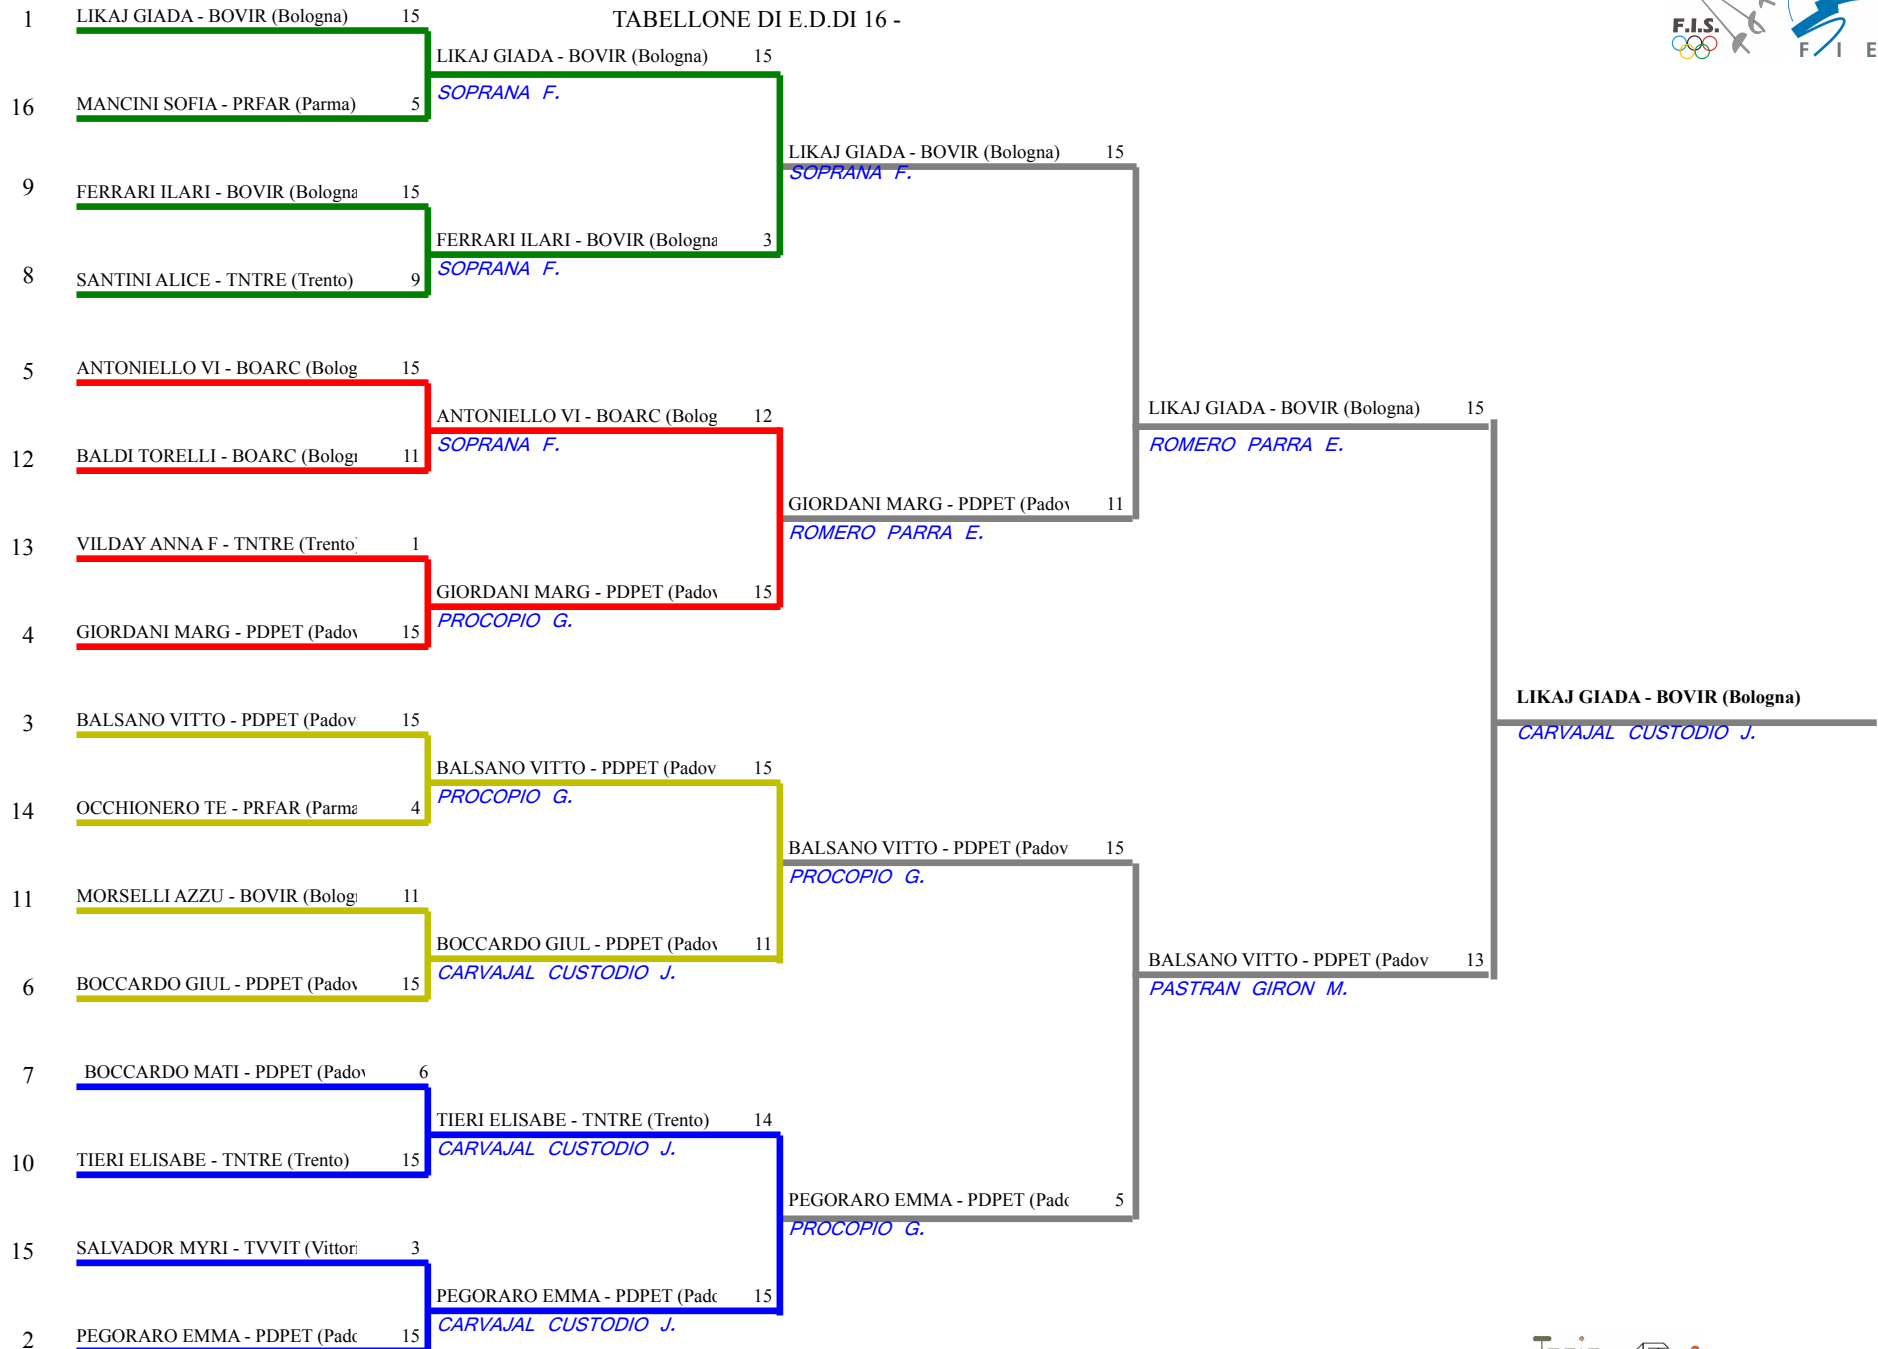 TABELLONE DI E.D.DI 16 -
F.I.S.
F I E
1 LIKAJ GIADA - BOVIR (Bologna) 15
LIKAJ GIADA - BOVIR (Bologna) 15
SOPRANA F.
16 MANCINI SOFIA - PRFAR (Parma) 5
LIKAJ GIADA - BOVIR (Bologna) 15
SOPRANA F.
9 FERRARI ILARI - BOVIR (Bologna 15
FERRARI ILARI - BOVIR (Bologna 3
SOPRANA F.
8 SANTINI ALICE - TNTRE (Trento) 9
5 ANTONIELLO VI - BOARC (Bolog 15
ANTONIELLO VI - BOARC (Bolog 12
SOPRANA F.
LIKAJ GIADA - BOVIR (Bologna) 15
ROMERO PARRA E.
12 BALDI TORELLI - BOARC (Bologn 11
GIORDANI MARG - PDPET (Padov 11
ROMERO PARRA E.
13 VILDAY ANNA F - TNTRE (Trento) 1
GIORDANI MARG - PDPET (Padov 15
PROCOPIO G.
4 GIORDANI MARG - PDPET (Padov 15
LIKAJ GIADA - BOVIR (Bologna)
CARVAJAL CUSTODIO J.
3 BALSANO VITTO - PDPET (Padov 15
BALSANO VITTO - PDPET (Padov 15
PROCOPIO G.
14 OCCHIONERO TE - PRFAR (Parma 4
BALSANO VITTO - PDPET (Padov 15
PROCOPIO G.
11 MORSELLI AZZU - BOVIR (Bolog 11
BOCCARDO GIUL - PDPET (Padov 11
CARVAJAL CUSTODIO J.
BALSANO VITTO - PDPET (Padov 13
PASTRAN GIRON M.
6 BOCCARDO GIUL - PDPET (Padov 15
7 BOCCARDO MATI - PDPET (Padov 6
TIERI ELISABE - TNTRE (Trento) 14
CARVAJAL CUSTODIO J.
10 TIERI ELISABE - TNTRE (Trento) 15
PEGORARO EMMA - PDPET (Pado 5
PROCOPIO G.
15 SALVADOR MYRI - TVVIT (Vittori 3
PEGORARO EMMA - PDPET (Pado 15
CARVAJAL CUSTODIO J.
2 PEGORARO EMMA - PDPET (Pado 15